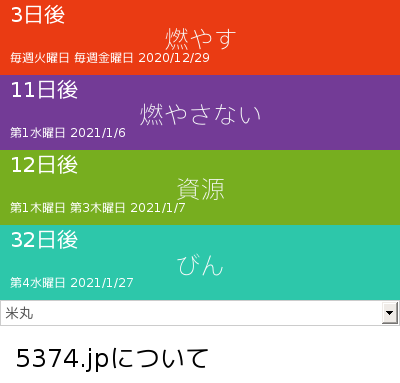 3日後
燃やす
毎週火曜日 毎週金曜日 2020/12/29
11日後
燃やさない
第1水曜日 2021/1/6
12日後
資源
第1木曜日 第3木曜日 2021/1/7
32日後
びん
第4水曜日 2021/1/27
米丸
5374.jpについて